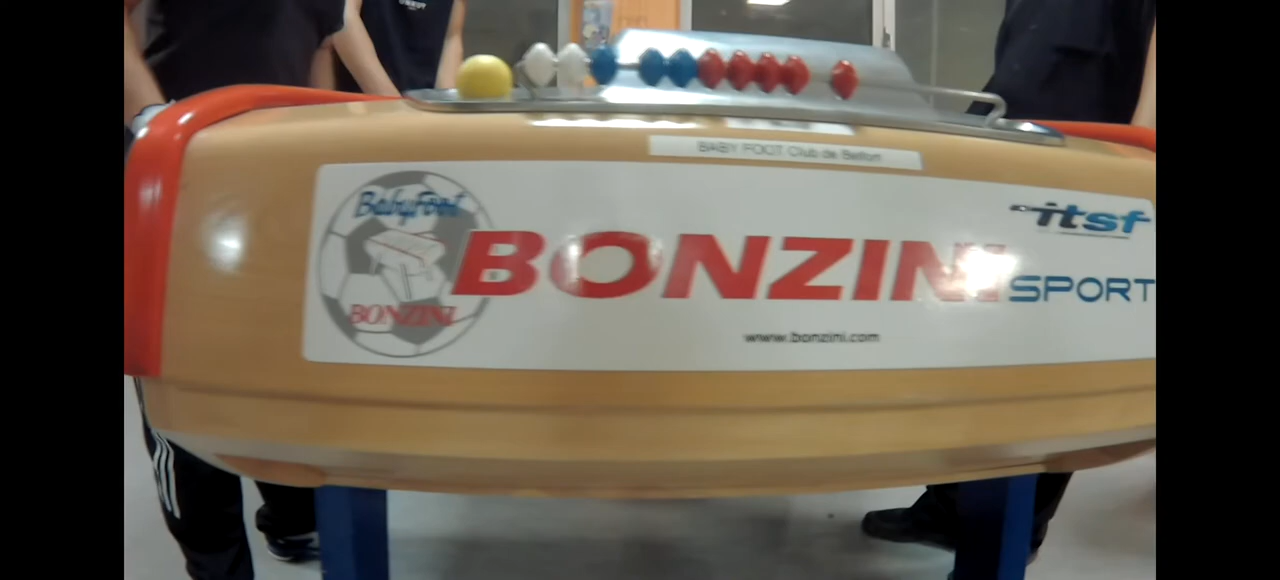 BABY FOOT Club de Belfort
BabyFoot
BONZINI
BONZINI
itsf
SPORT
www.bonzini.com